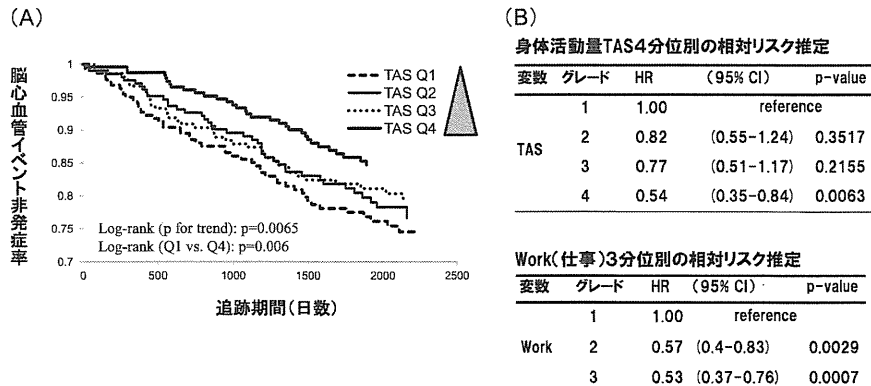 (A)
脳心血管イベント非発症率
1
0.95
0.9
0.85
0.8
0.75
0.7
TAS Q1
TAS Q2
TAS Q3
TAS Q4
Log-rank (p for trend): p=0.0065
Log-rank (Q1 vs. Q4): p=0.006
0 500 1000 1500 2000 2500
追跡期間(日数)
(B)
身体活動量TAS4分位別の相対リスク推定
変数 グレード HR (95% CI) p-value
1 1.00 reference
2 0.82 (0.55-1.24) 0.3517
TAS
3 0.77 (0.51-1.17) 0.2155
4 0.54 (0.35-0.84) 0.0063
Work(仕事)3分位別の相対リスク推定
変数 グレード HR (95% CI) p-value
1 1.00 reference
Work 2 0.57 (0.4-0.83) 0.0029
3 0.53 (0.37-0.76) 0.0007